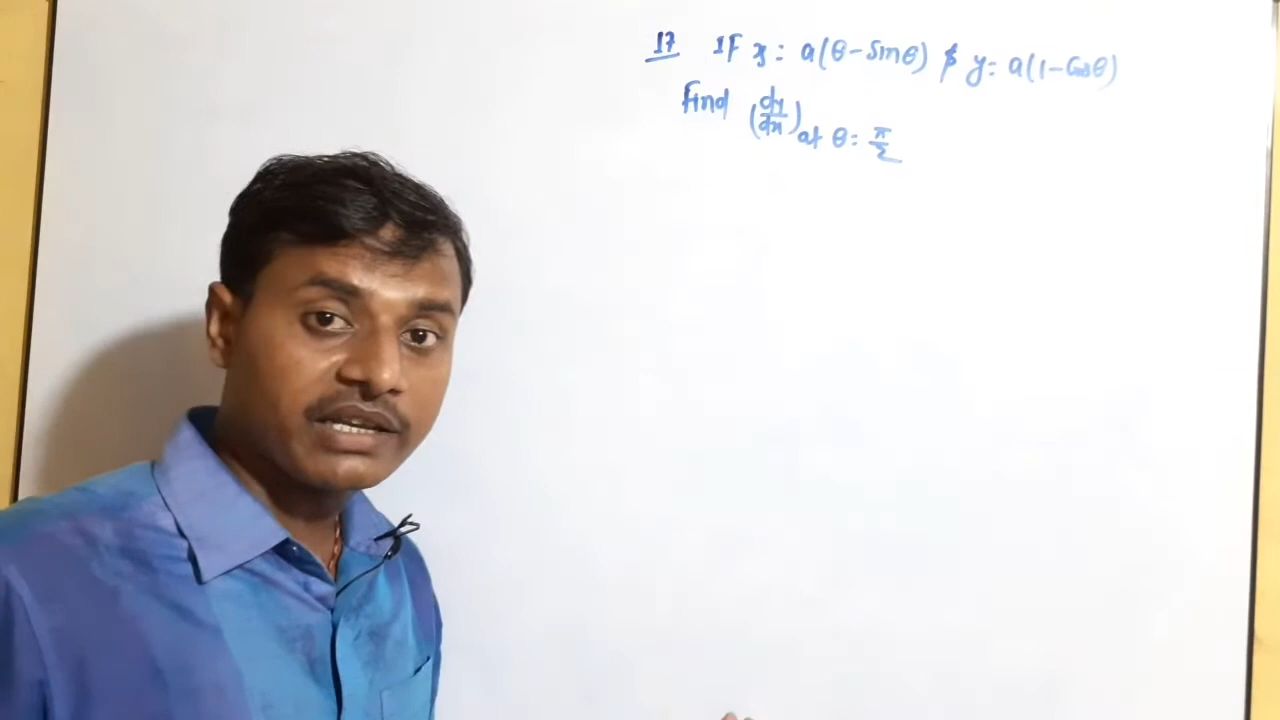 17 If x = a(θ-Sinθ) & y = a(1-Cosθ)
Find (dy/dx) at θ = π/2